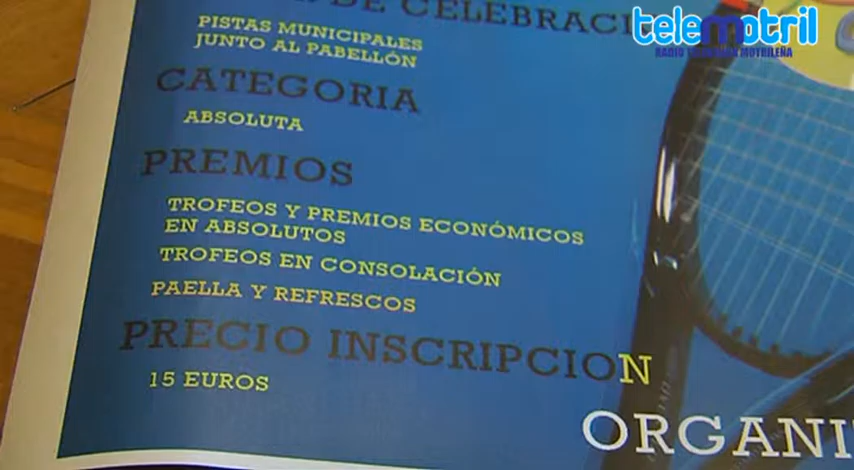 DE CELEBRACI
telemotril
PISTAS MUNICIPALES
JUNTO AL PABELLÓN
CATEGORIA
ABSOLUTA
PREMIOS
TROFEOS Y PREMIOS ECONÓMICOS
EN ABSOLUTOS
TROFEOS EN CONSOLACIÓN
PAELLA Y REFRESCOS
PRECIO INSCRIPCION
15 EUROS
ORGANI